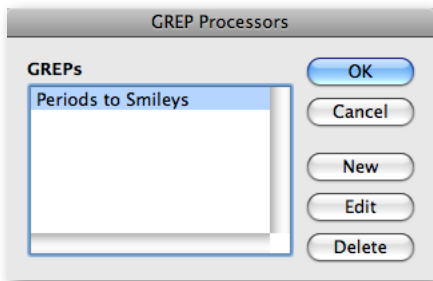 GREP Processors
GREPs
Periods to Smileys
OK
Cancel
New
Edit
Delete